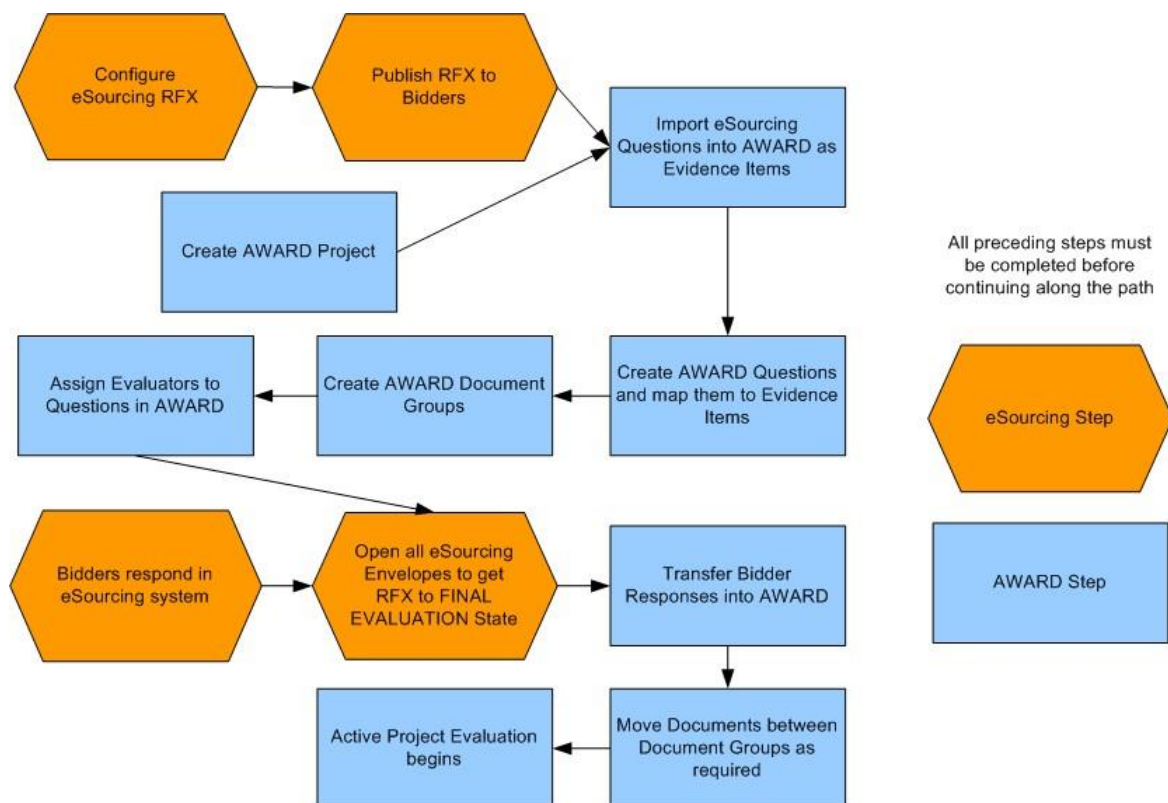 Configure
eSourcing RFX
Publish RFX to
Bidders
Import eSourcing
Questions into AWARD as
Evidence Items
Create AWARD Project
All preceding steps must
be completed before
continuing along the path
Assign Evaluators to
Questions in AWARD
Create AWARD Document
Groups
Create AWARD Questions
and map them to Evidence
Items
eSourcing Step
Bidders respond in
eSourcing system
Open all eSourcing
Envelopes to get
RFX to FINAL
EVALUATION State
Transfer Bidder
Responses into AWARD
AWARD Step
Active Project Evaluation
begins
Move Documents between
Document Groups as
required